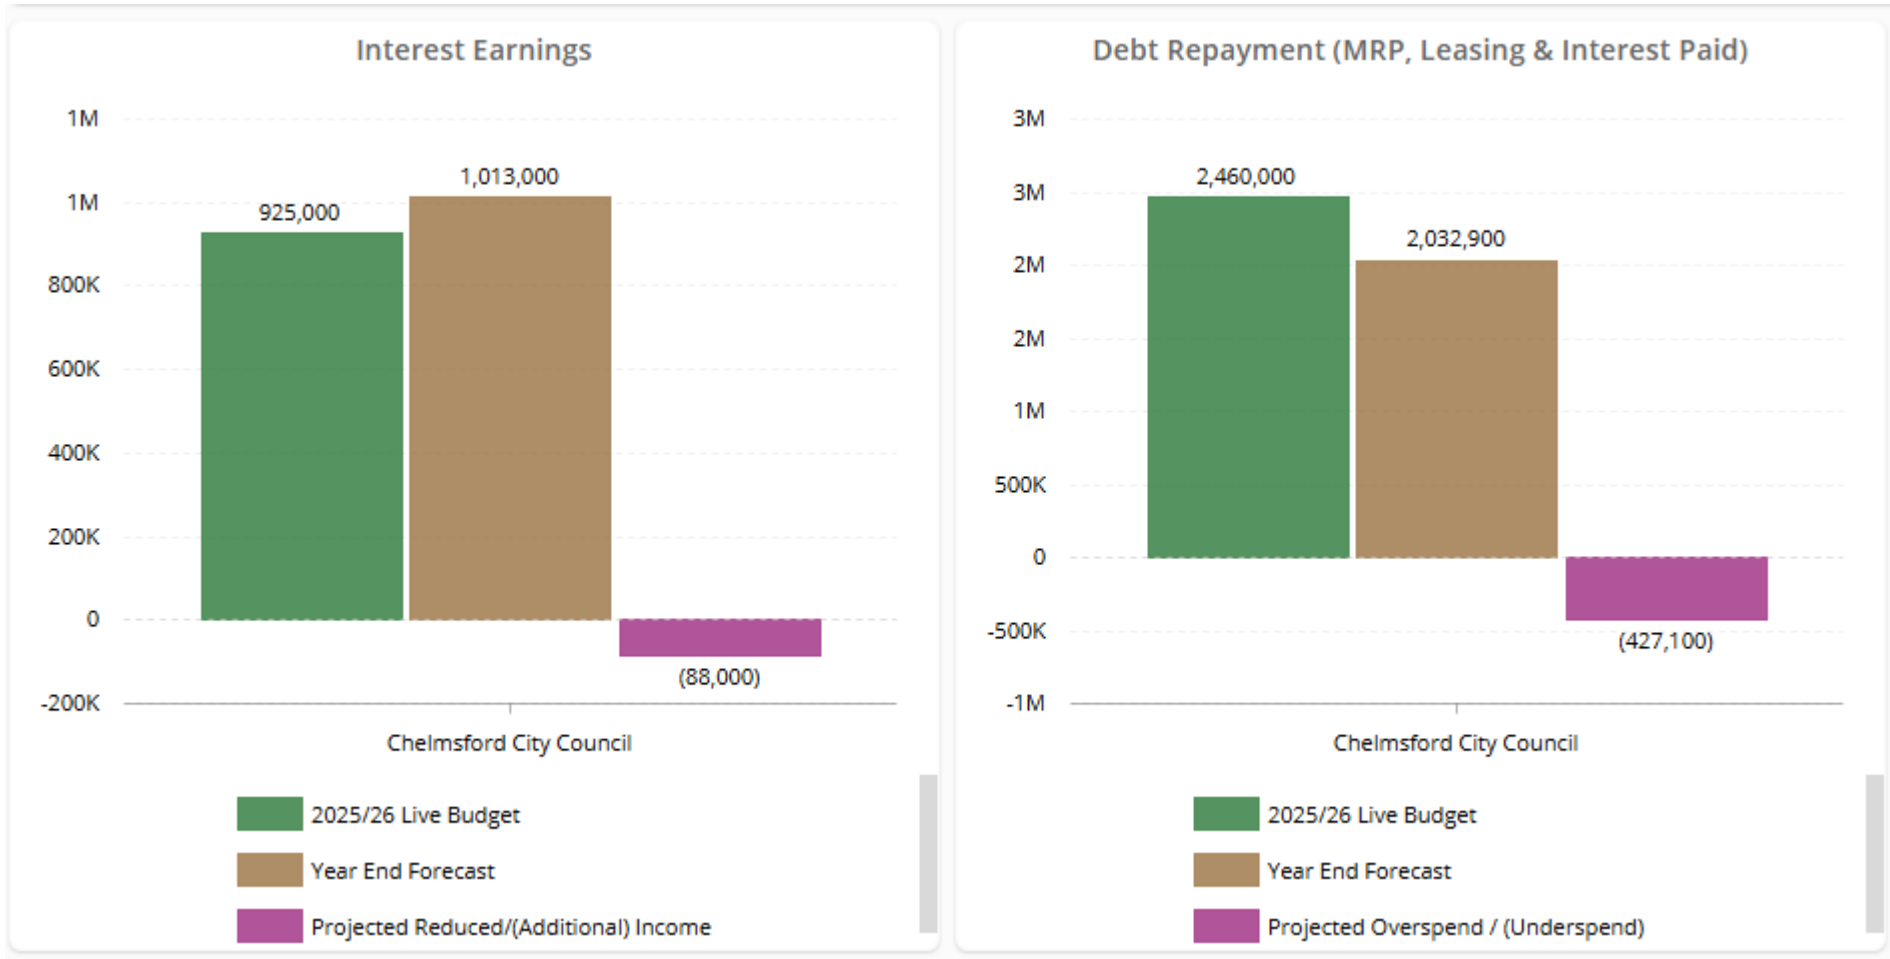 Interest Earnings
1M
1M
800K
600K
400K
200K
0
-200K
925,000
1,013,000
(88,000)
Chelmsford City Council
2025/26 Live Budget
Year End Forecast
Projected Reduced/(Additional) Income
Debt Repayment (MRP, Leasing & Interest Paid)
3M
3M
2M
2M
1M
500K
0
-500K
-1M
2,460,000
2,032,900
(427,100)
Chelmsford City Council
2025/26 Live Budget
Year End Forecast
Projected Overspend / (Underspend)